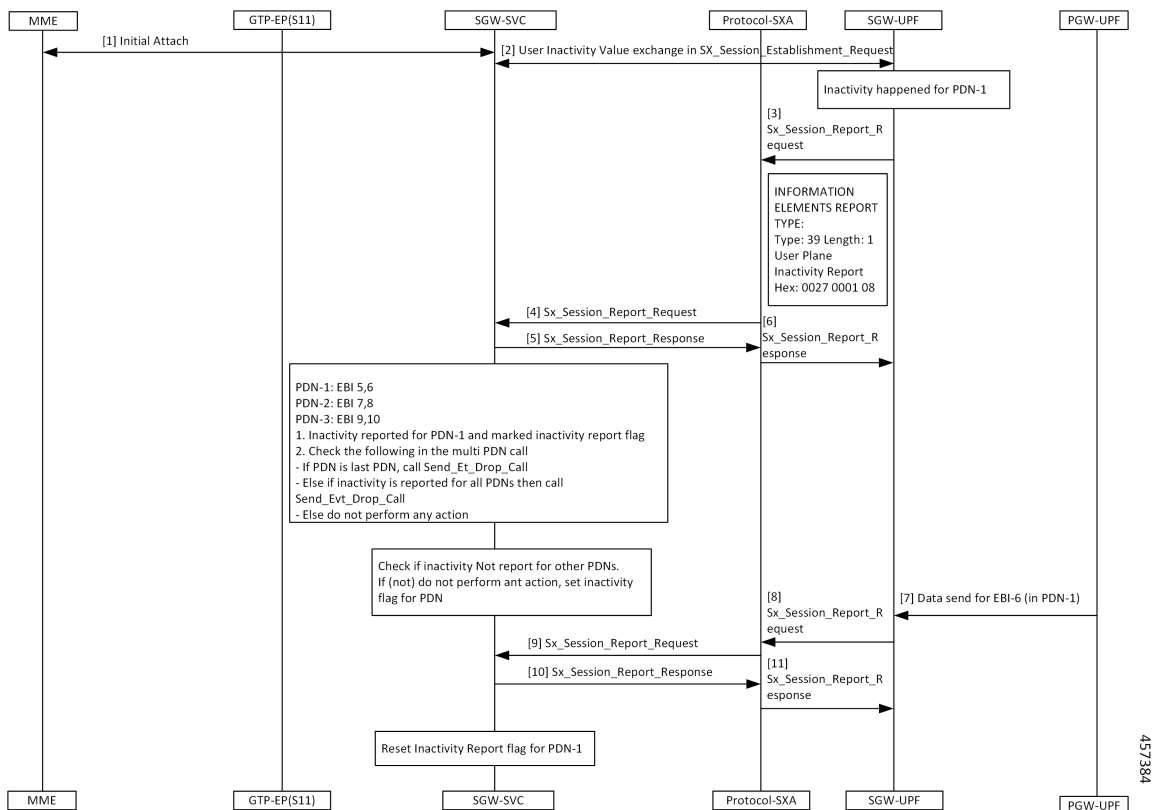 MME
GTP-EP(S11)
SGW-SVC
Protocol-SXA
SGW-UPF
PGW-UPF
[1] Initial Attach
[2] User Inactivity Value exchange in SX_Session_Establishment_Request
Inactivity happened for PDN-1
[3]
Sx_Session_Report_R
equest
INFORMATION
ELEMENTS REPORT
TYPE:
Type: 39 Length: 1
User Plane
Inactivity Report
Hex: 0027 0001 08
[4] Sx_Session_Report_Request
[5] Sx_Session_Report_Response
[6]
Sx_Session_Report_R
esponse
PDN-1: EBI 5,6
PDN-2: EBI 7,8
PDN-3: EBI 9,10
1. Inactivity reported for PDN-1 and marked inactivity report flag
2. Check the following in the multi PDN call
- If PDN is last PDN, call Send_Et_Drop_Call
- Else if inactivity is reported for all PDNs then call
Send_Evt_Drop_Call
- Else do not perform any action
Check if inactivity Not report for other PDNs.
If (not) do not perform ant action, set inactivity
flag for PDN
[7] Data send for EBI-6 (in PDN-1)
[8]
Sx_Session_Report_R
equest
[9] Sx_Session_Report_Request
[10] Sx_Session_Report_Response
[11]
Sx_Session_Report_R
esponse
Reset Inactivity Report flag for PDN-1
457384
MME
GTP-EP(S11)
SGW-SVC
Protocol-SXA
SGW-UPF
PGW-UPF